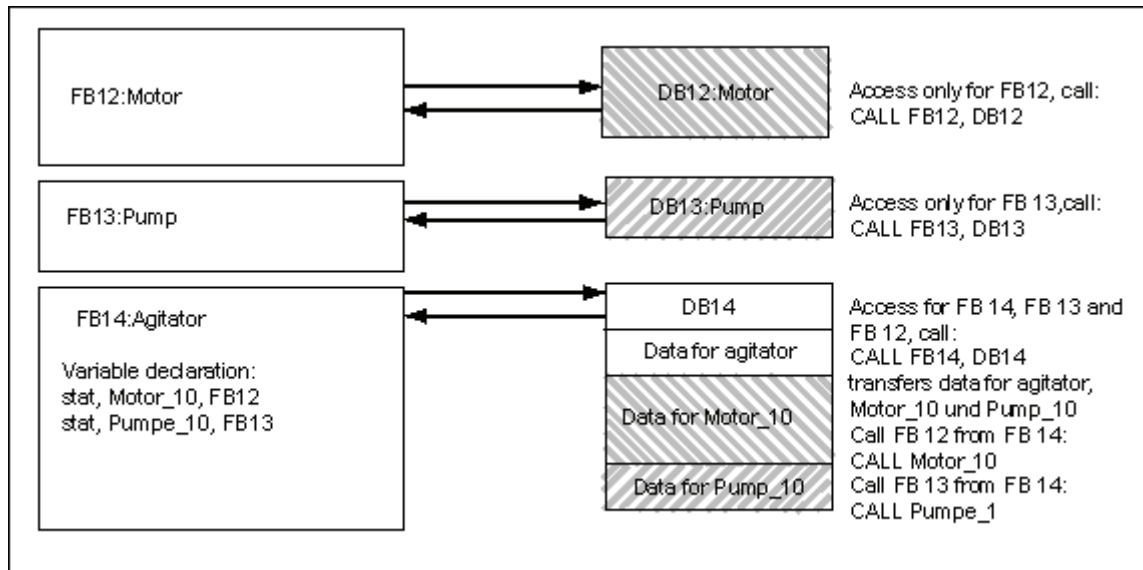 FB12:Motor
DB12:Motor
Access only for FB12, call:
CALL FB12, DB12
FB13:Pump
DB13:Pump
Access only for FB 13,call:
CALL FB13, DB13
FB14:Agitator
Variable declaration:
stat, Motor_10, FB12
stat, Pumpe_10, FB13
DB14
Data for agitator
Data for Motor_10
Data for Pump_10
Access for FB 14, FB 13 and
FB 12, call:
CALL FB14, DB14
transfers data for agitator,
Motor_10 und Pump_10
Call FB 12 from FB 14:
CALL Motor_10
Call FB 13 from FB 14:
CALL Pumpe_1